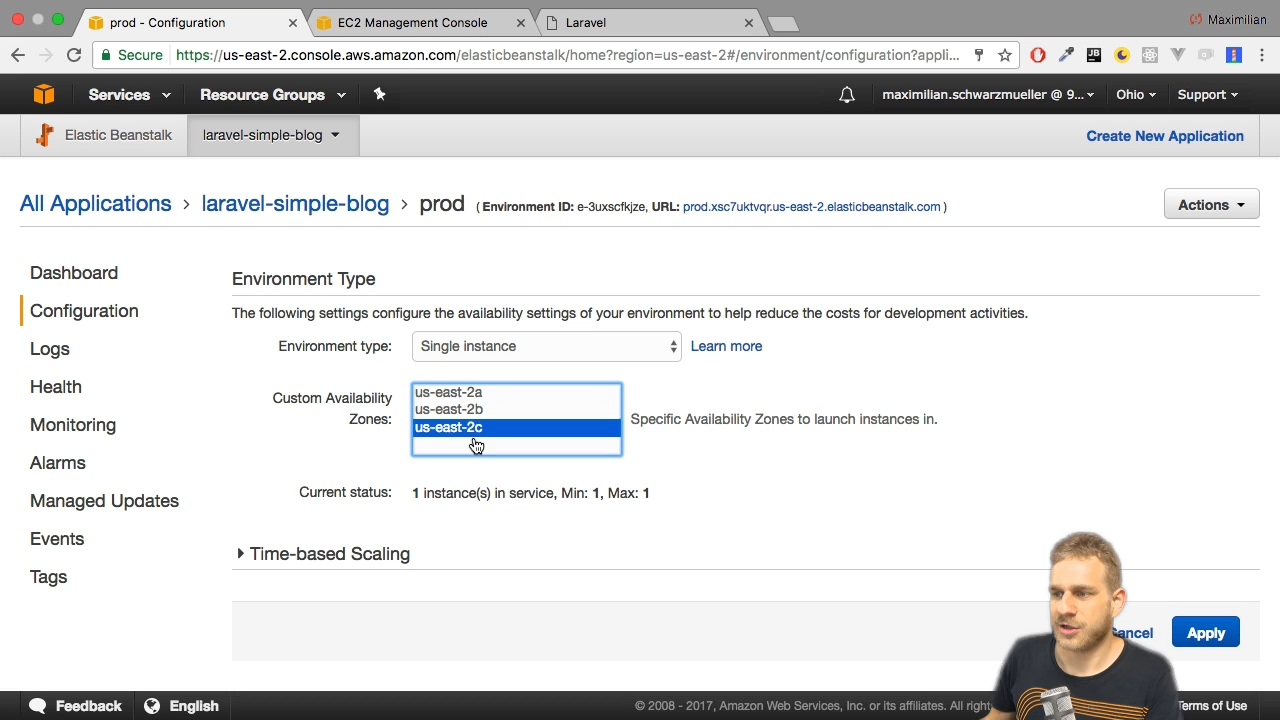 prod - Configuration
EC2 Management Console
Laravel
Maximilian
Secure https://us-east-2.console.aws.amazon.com/elasticbeanstalk/home?region=us-east-2#/environment/configuration?appli...
JB
Services
Resource Groups
maximilian.schwarzmueller @ 9...
Ohio
Support
Elastic Beanstalk
laravel-simple-blog
Create New Application
All Applications > laravel-simple-blog > prod ( Environment ID: e-3uxscfkjze, URL: prod.xsc7uktvqr.us-east-2.elasticbeanstalk.com )
Actions
Dashboard
Configuration
Logs
Health
Monitoring
Alarms
Managed Updates
Events
Tags
Environment Type
The following settings configure the availability settings of your environment to help reduce the costs for development activities.
Environment type: Single instance Learn more
Custom Availability
Zones:
us-east-2a
us-east-2b
us-east-2c
Specific Availability Zones to launch instances in.
Current status: 1 instance(s) in service, Min: 1, Max: 1
Time-based Scaling
Cancel
Apply
Feedback
English
© 2008 - 2017, Amazon Web Services, Inc. or its affiliates. All
Terms of Use